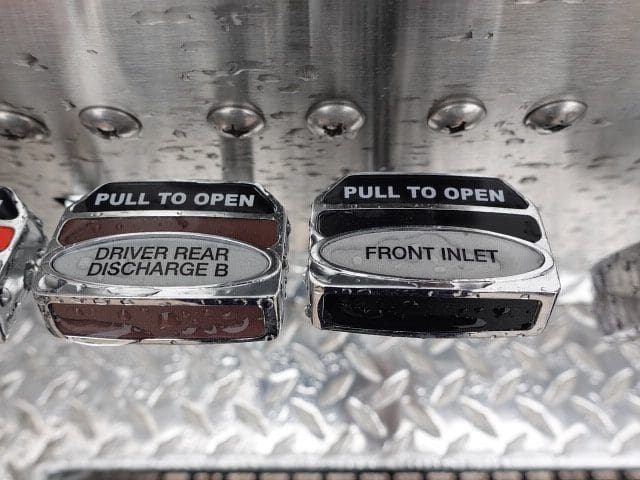 PULL TO OPEN
DRIVER REAR
DISCHARGE B
PULL TO OPEN
FRONT INLET